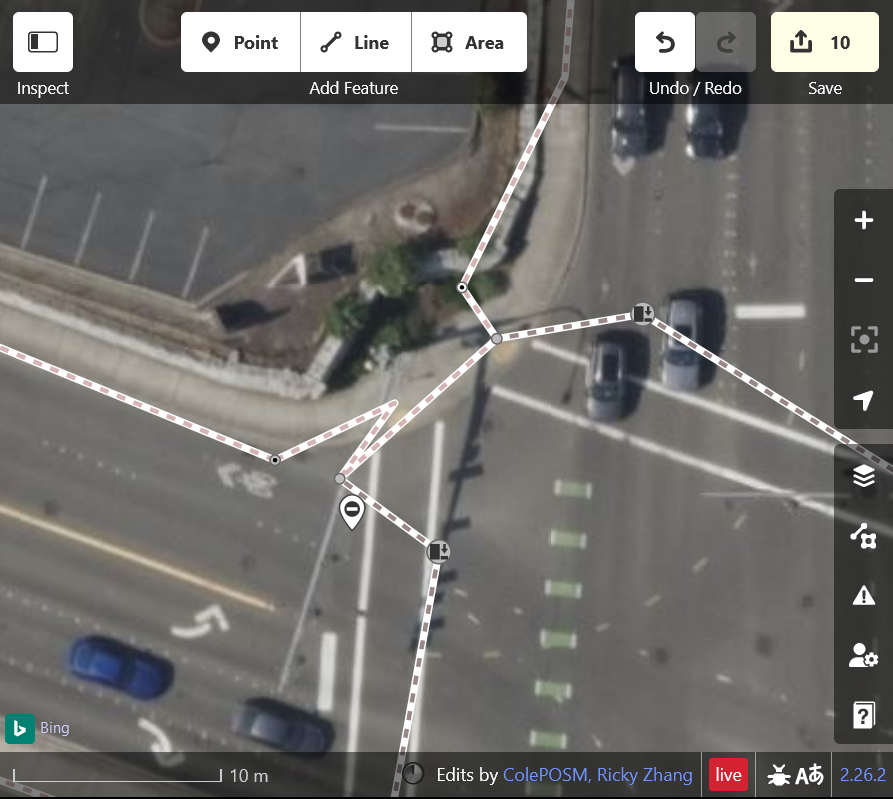 Point
Line
Area
10
Inspect
Add Feature
Undo / Redo
Save
Bing
10 m
Edits by ColePOSM, Ricky Zhang
live
Aあ
2.26.2